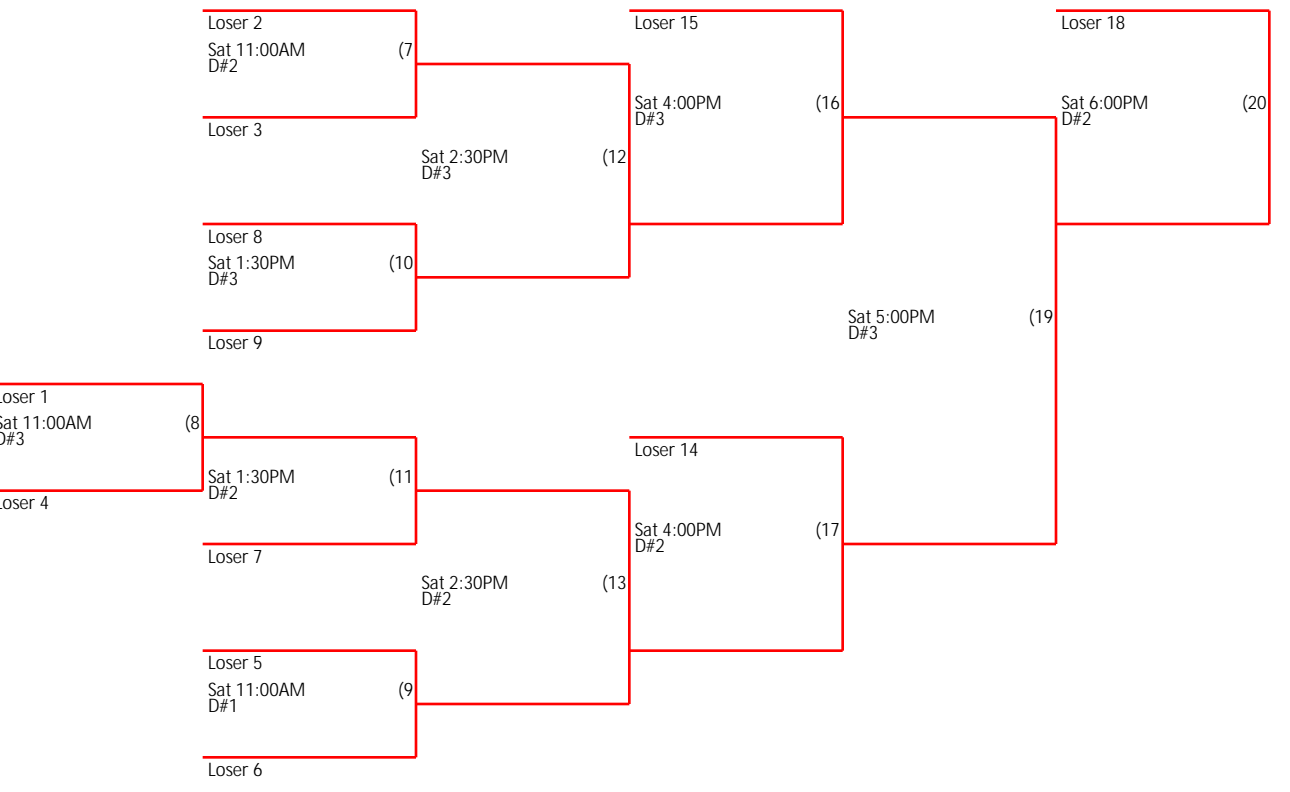 Loser 2
Sat 11:00AM (7
D#2
Loser 3
Loser 15
Sat 4:00PM (16
D#3
Loser 18
Sat 6:00PM (20
D#2
Sat 2:30PM (12
D#3
Loser 8
Sat 1:30PM (10
D#3
Loser 9
Sat 5:00PM (19
D#3
Loser 1
Sat 11:00AM (8
D#3
Loser 4
Sat 1:30PM (11
D#2
Loser 7
Loser 14
Sat 4:00PM (17
D#2
Sat 2:30PM (13
D#2
Loser 5
Sat 11:00AM (9
D#1
Loser 6